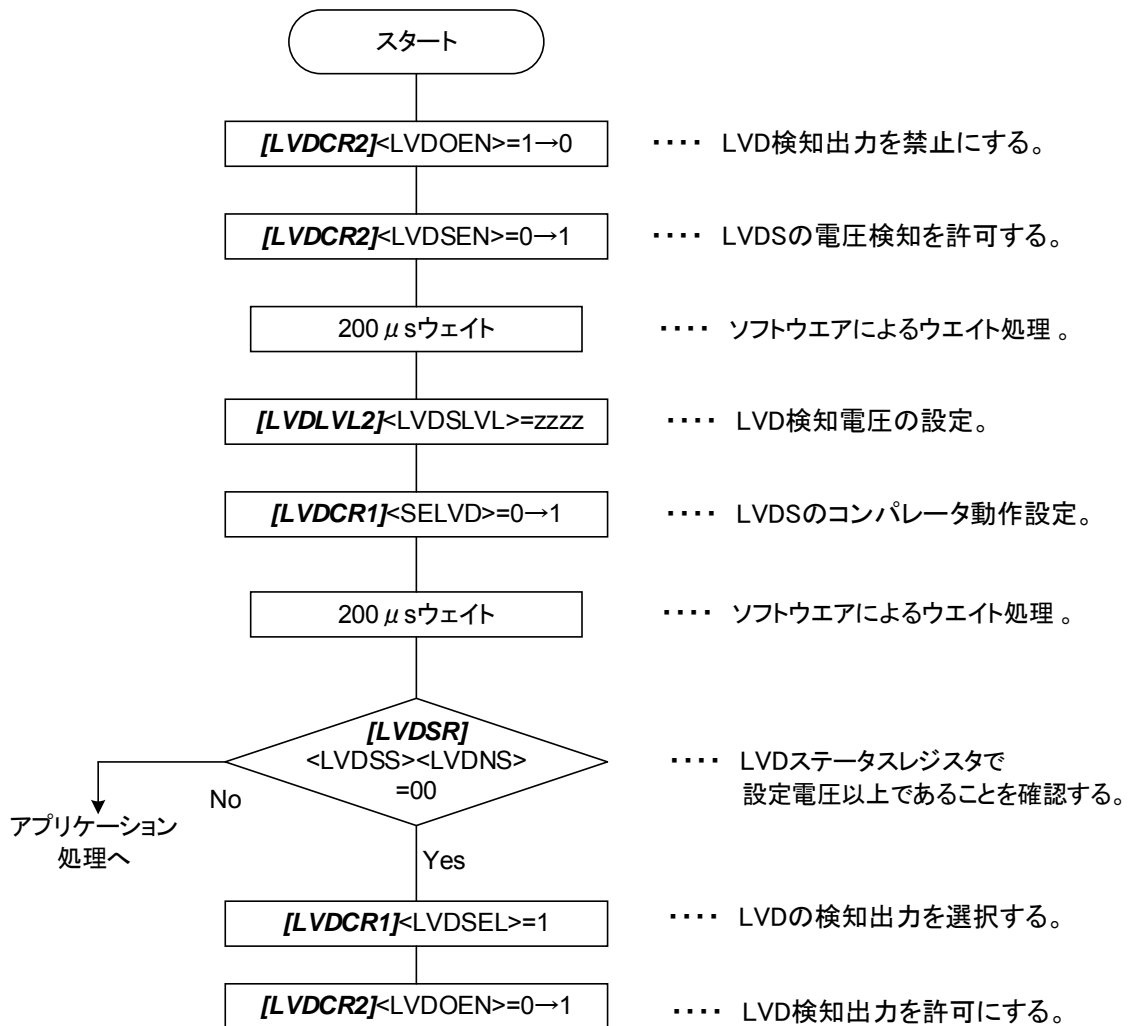 スタート
[LVDCR2]<LVDOEN>=1→0 ···· LVD検知出力を禁止にする。
[LVDCR2]<LVDSEN>=0→1 ···· LVDSの電圧検知を許可する。
200μsウェイト ···· ソフトウエアによるウエイト処理 。
[LVDLVL2]<LVDSLVL>=zzzz ···· LVD検知電圧の設定。
[LVDCR1]<SELVD>=0→1 ···· LVDSのコンパレータ動作設定。
200μsウェイト ···· ソフトウエアによるウエイト処理 。
[LVDSR]
<LVDSS><LVDNS>
=00
···· LVDステータスレジスタで
設定電圧以上であることを確認する。
No
アプリケーション
処理へ
Yes
[LVDCR1]<LVDSEL>=1 ···· LVDの検知出力を選択する。
[LVDCR2]<LVDOEN>=0→1 ···· LVD検知出力を許可にする。